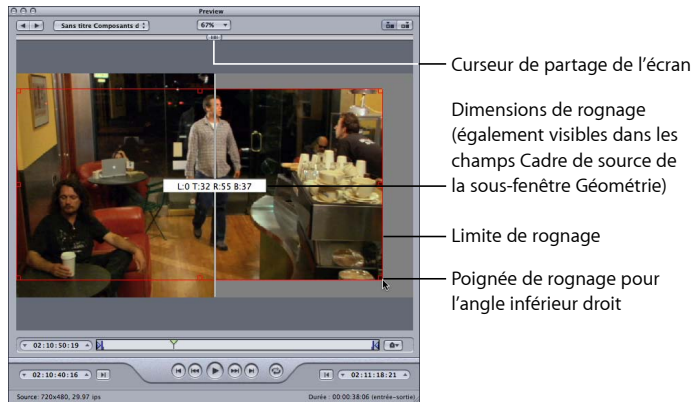 Preview
Sans titre Composants d
67%
Curseur de partage de l’écran
Dimensions de rognage
(également visibles dans les
champs Cadre de source de
la sous-fenêtre Géométrie)
L:0 T:32 R:55 B:37
Limite de rognage
Poignée de rognage pour
l’angle inférieur droit
02:10:50:19
02:10:40:16
02:11:18:21
Source: 720x480, 29.97 ips
Durée : 00:00:38:06 (entrée-sortie)